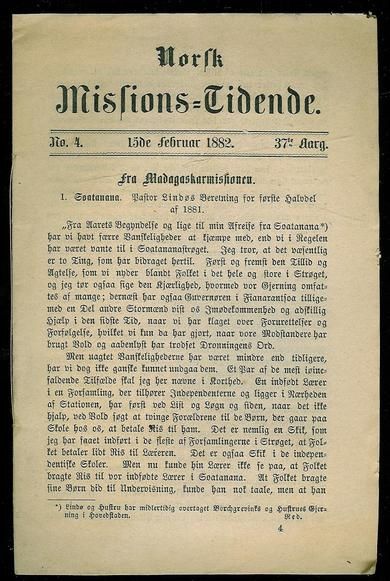 Norsk
Missions-Tidende.
No. 4. 15de Februar 1882. 37te Aarg.
Fra Madagaskarmissionen.
1. Soatanana. Pastor Lindøs Beretning for første Halvdel
af 1881.
„Fra Aarets Begyndelse og lige til min Afreise fra Soatanana*)
har vi havt færre Vanskeligheder at kjæmpe med, end vi i Regelen
har været vante til i Soatananastrøget. Jeg tror, at det væsentlig
er to Ting, som har bidraget hertil. Først og fremst den Tillid og
Agtelse, som vi nyder blandt Folket i det hele og store i Strøget,
og jeg tør ogsaa sige den Kjærlighed, hvormed vor Gjerning omfat-
tes af mange; dernæst har ogsaa Guvernøren i Fianarantsoa tillige-
med en Del andre Stormænd vist os Imødekommenhed og adskillig
Hjælp i den sidste Tid, naar vi har klaget over Forurettelser og
Forfølgelse, hvilket vi kun da har gjort, naar vore Modstandere har
brugt Vold og aabenlyst har trodset Dronningens Ord.
Men uagtet Vanskelighederne har været mindre end tidligere,
har vi dog ikke ganske kunnet undgaa dem. Et Par af de mest iøine-
faldende Tilfælde skal jeg her nævne i Korthed. En indfødt Lærer
i en Forsamling, der tilhører Independenterne og ligger i Nærheden
af Stationen, har først ved List og Løgn og siden, naar det ikke
hjalp, ved Vold søgt at tvinge Forældrene til de Børn, der gaar paa
Skole hos os, at betale Ris til ham. Det er nemlig en Skik, som
jeg har faaet indført i de fleste af Forsamlingerne i Strøget, at Fol-
ket betaler lidt Ris til Læreren. Det er ogsaa Skik i de indepen-
dentiske Skoler. Men nu kunde hin Lærer ikke se paa, at Folket
bragte Ris til vor indfødte Lærer i Soatanana. At Folket bragte
sine Børn did til Undervisning, kunde han nok taale, men at han
*) Lindø og Hustru har midlertidig overtaget Borchgrevinks og Hustrues Gjer-
ning i Hovedstaden. Red.
4